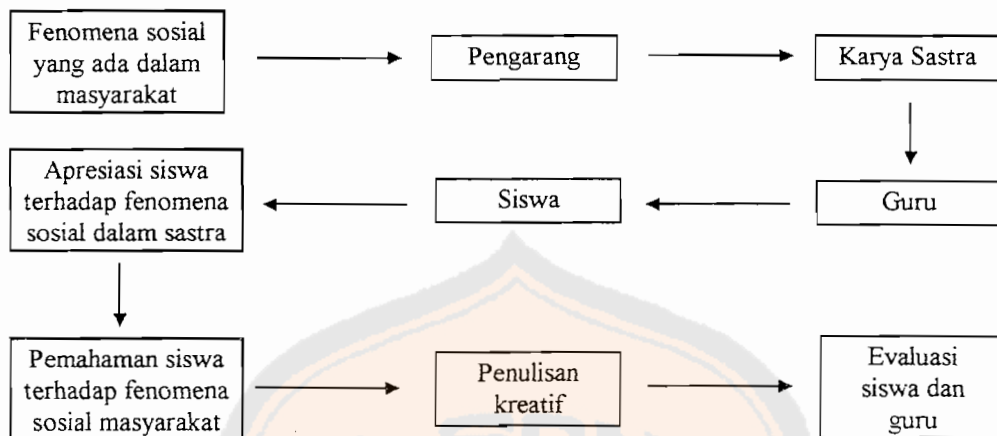 Fenomena sosial
yang ada dalam
masyarakat
Pengarang
Karya Sastra
Guru
Siswa
Apresiasi siswa
terhadap fenomena
sosial dalam sastra
Pemahaman siswa
terhadap fenomena
sosial masyarakat
Penulisan
kreatif
Evaluasi
siswa dan
guru